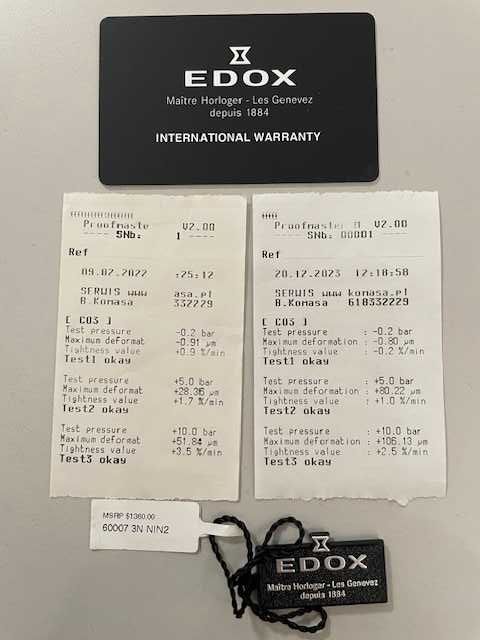 EDOX
Maître Horloger - Les Genevez
depuis 1884
INTERNATIONAL WARRANTY
Proofmaste V2.00
---- SNb: 1 ----
Ref
09.02.2022 :25:12
SERWIS www asa.pl
B.Komasa 332229
[ C03 ]
Test pressure -0.2 bar
Maximum deformat -0.91 µm
Tightness value +0.9 %/min
Test1 okay
Test pressure +5.0 bar
Maximum deformat +28.36 µm
Tightness value +1.7 %/min
Test2 okay
Test pressure +10.0 bar
Maximum deformat +51.84 µm
Tightness value +3.5 %/min
Test3 okay
Proofmaster M V2.00
---- SNb: 00001 ----
Ref
20.12.2023 12:18:58
SERWIS www komasa.pl
B.Komasa 618332229
[ C03 ]
Test pressure : -0.2 bar
Maximum deformation : -0.80 µm
Tightness value : -0.2 %/min
Test1 okay
Test pressure : +5.0 bar
Maximum deformation : +80.22 µm
Tightness value : +1.0 %/min
Test2 okay
Test pressure : +10.0 bar
Maximum deformation : +106.13 µm
Tightness value : +2.5 %/min
Test3 okay
MSRP $1360.00
60007 3N NIN2
EDOX
Maître Horloger - Les Genevez
depuis 1884